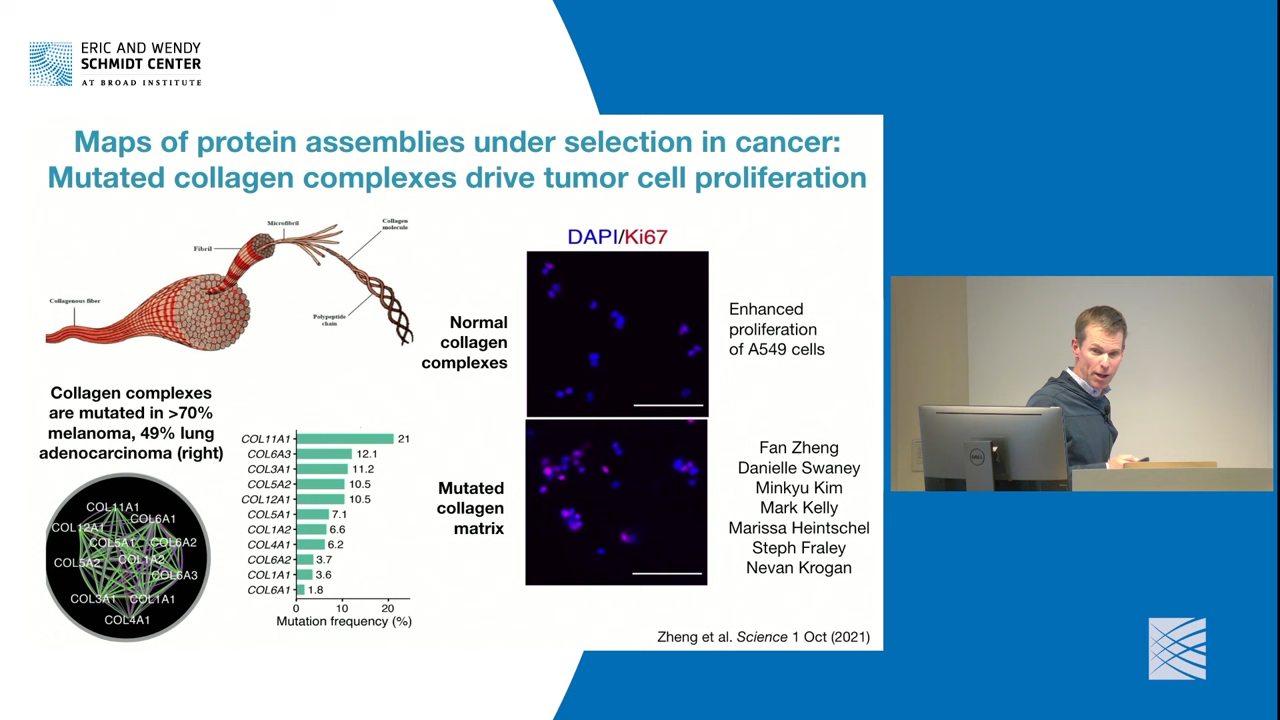 ERIC AND WENDY
SCHMIDT CENTER
AT BROAD INSTITUTE
Maps of protein assemblies under selection in cancer:
Mutated collagen complexes drive tumor cell proliferation
Microfibril
Collagen
molecule
Fibril
Collagenous fiber
Polypeptide
chain
DAPI/Ki67
Normal
collagen
complexes
Enhanced
proliferation
of A549 cells
Collagen complexes
are mutated in >70%
melanoma, 49% lung
adenocarcinoma (right)
COL11A1
COL12A1
COL6A1
COL5A1
COL6A2
COL5A2
COL1A2
COL6A3
COL3A1
COL1A1
COL4A1
COL11A1 21
COL6A3 12.1
COL3A1 11.2
COL5A2 10.5
COL12A1 10.5
COL5A1 7.1
COL1A2 6.6
COL4A1 6.2
COL6A2 3.7
COL1A1 3.6
COL6A1 1.8
0 10 20
Mutation frequency (%)
Mutated
collagen
matrix
Fan Zheng
Danielle Swaney
Minkyu Kim
Mark Kelly
Marissa Heintschel
Steph Fraley
Nevan Krogan
Zheng et al. Science 1 Oct (2021)
DELL